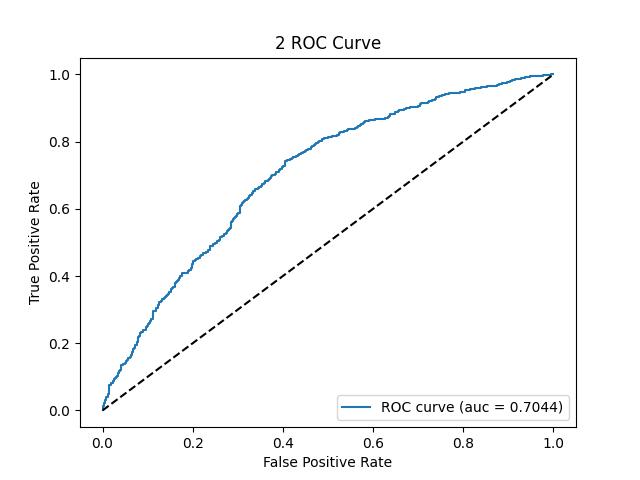 2 ROC Curve
True Positive Rate
1.0
0.8
0.6
0.4
0.2
0.0
ROC curve (auc = 0.7044)
0.0 0.2 0.4 0.6 0.8 1.0
False Positive Rate